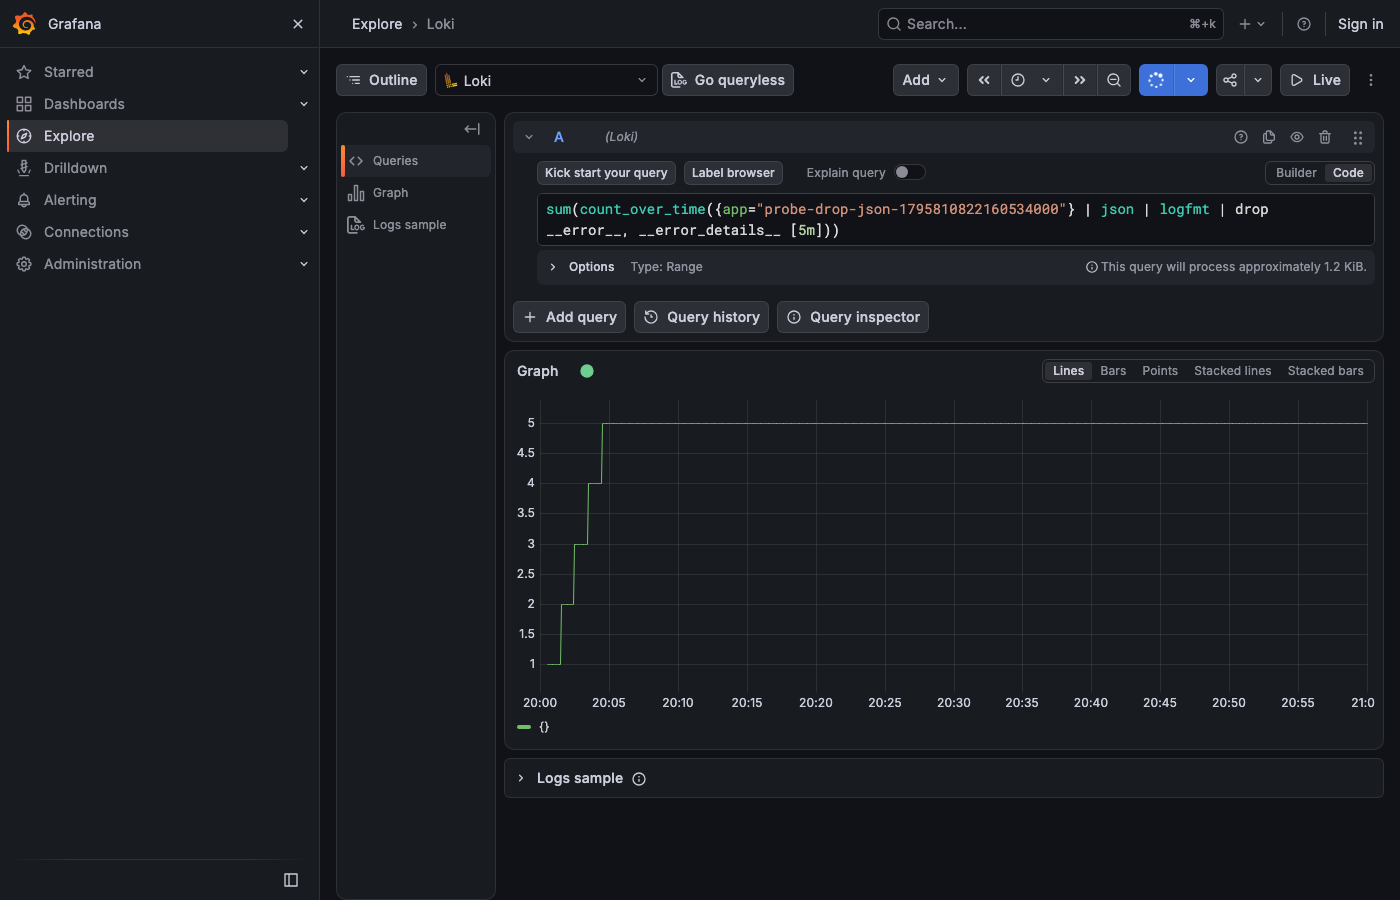 Grafana
Explore › Loki
Search...
⌘+k
Sign in
Starred
Dashboards
Explore
Drilldown
Alerting
Connections
Administration
Outline
Loki
Go queryless
Add
Live
Queries
Graph
Logs sample
A
(Loki)
Kick start your query
Label browser
Explain query
Builder
Code
sum(count_over_time({app="probe-drop-json-1795810822160534000"} | json | logfmt | drop
__error__, __error_details__ [5m]))
Options
Type: Range
This query will process approximately 1.2 KiB.
Add query
Query history
Query inspector
Graph
Lines
Bars
Points
Stacked lines
Stacked bars
5
4.5
4
3.5
3
2.5
2
1.5
1
20:00
20:05
20:10
20:15
20:20
20:25
20:30
20:35
20:40
20:45
20:50
20:55
21:0
{}
Logs sample